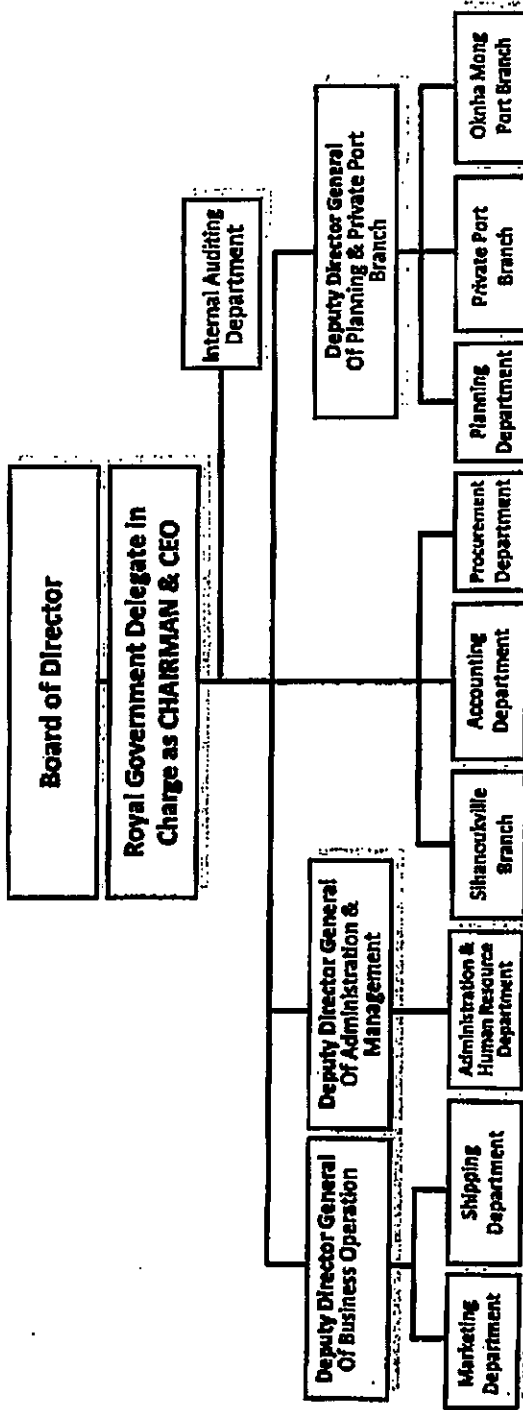 Board of Director
Royal Government Delegate in
Charge as CHAIRMAN & CEO
Internal Auditing
Department
Deputy Director General
Of Business Operation
Deputy Director General
Of Administration &
Management
Deputy Director General
Of Planning & Private Port
Branch
Marketing
Department
Shipping
Department
Administration &
Human Resource
Department
Sihanoukville
Branch
Accounting
Department
Procurement
Department
Planning
Department
Private Port
Branch
Oknha Mong
Port Branch